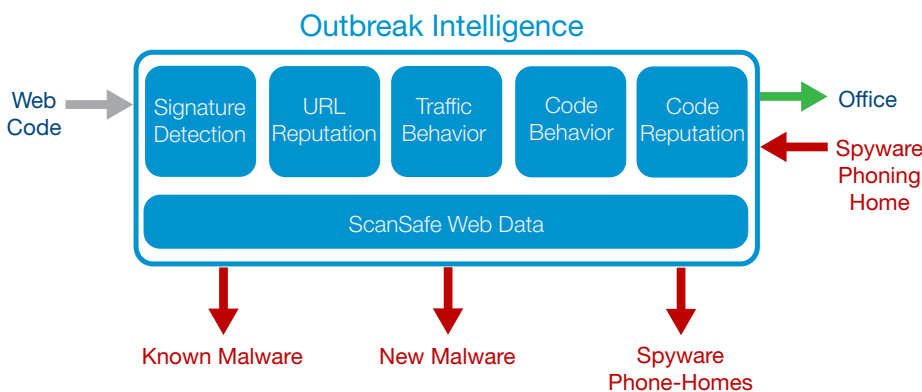 Outbreak Intelligence
Web
Code
Signature
Detection
URL
Reputation
Traffic
Behavior
Code
Behavior
Code
Reputation
Office
Spyware
Phoning
Home
ScanSafe Web Data
Known Malware
New Malware
Spyware
Phone-Homes